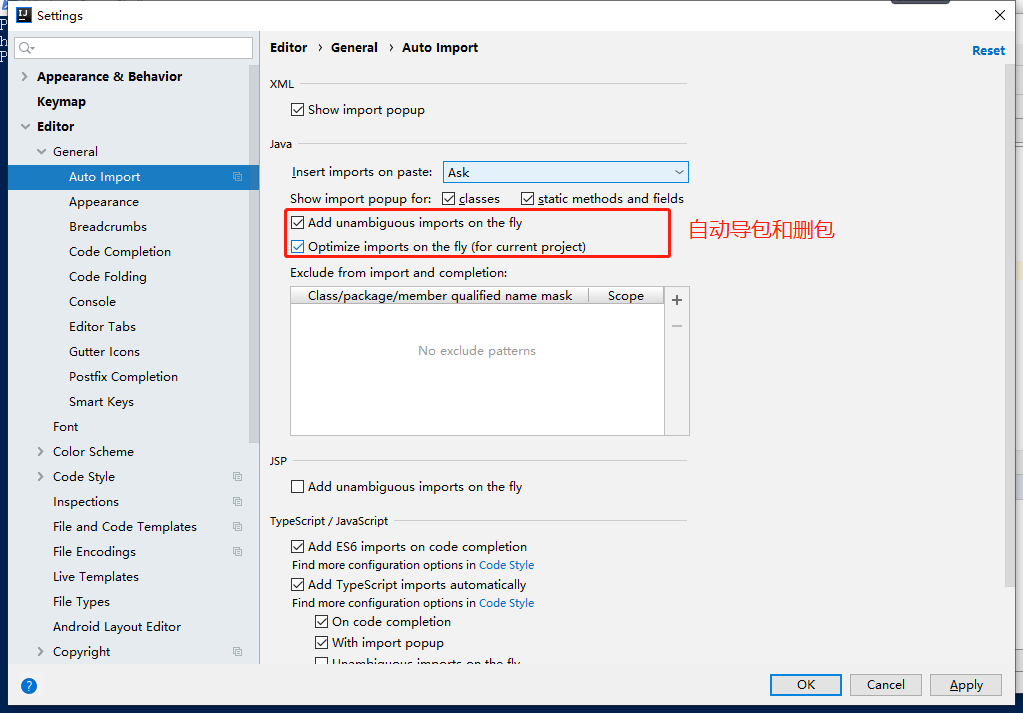 Settings
Editor › General › Auto Import
Reset
Appearance & Behavior
Keymap
Editor
General
Auto Import
Appearance
Breadcrumbs
Code Completion
Code Folding
Console
Editor Tabs
Gutter Icons
Postfix Completion
Smart Keys
Font
Color Scheme
Code Style
Inspections
File and Code Templates
File Encodings
Live Templates
File Types
Android Layout Editor
Copyright
XML
Show import popup
Java
Insert imports on paste: Ask
Show import popup for: classes static methods and fields
Add unambiguous imports on the fly
Optimize imports on the fly (for current project)
自动导包和删包
Exclude from import and completion:
Class/package/member qualified name mask Scope
No exclude patterns
JSP
Add unambiguous imports on the fly
TypeScript / JavaScript
Add ES6 imports on code completion
Find more configuration options in Code Style
Add TypeScript imports automatically
Find more configuration options in Code Style
On code completion
With import popup
Unambiguous imports on the fly
?
OK Cancel Apply